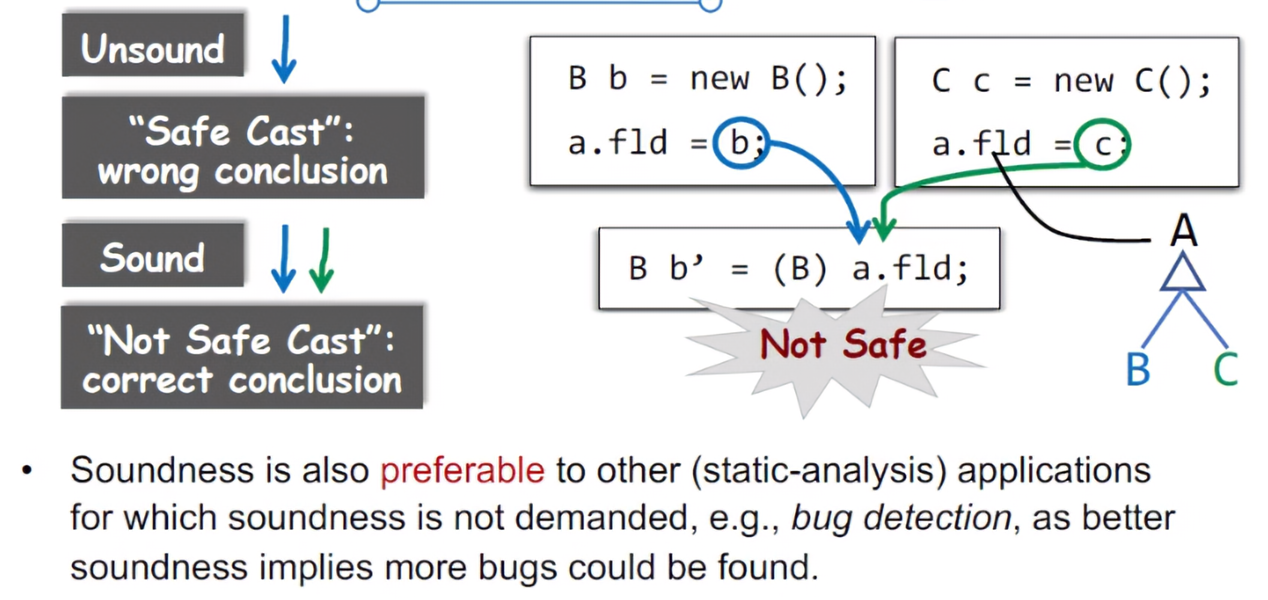 Unsound
“Safe Cast”:
wrong conclusion
Sound
“Not Safe Cast”:
correct conclusion
B b = new B();
a.fld = b;
C c = new C();
a.fld = c;
B b’ = (B) a.fld;
Not Safe
A
B
C
• Soundness is also preferable to other (static-analysis) applications
for which soundness is not demanded, e.g., bug detection, as better
soundness implies more bugs could be found.